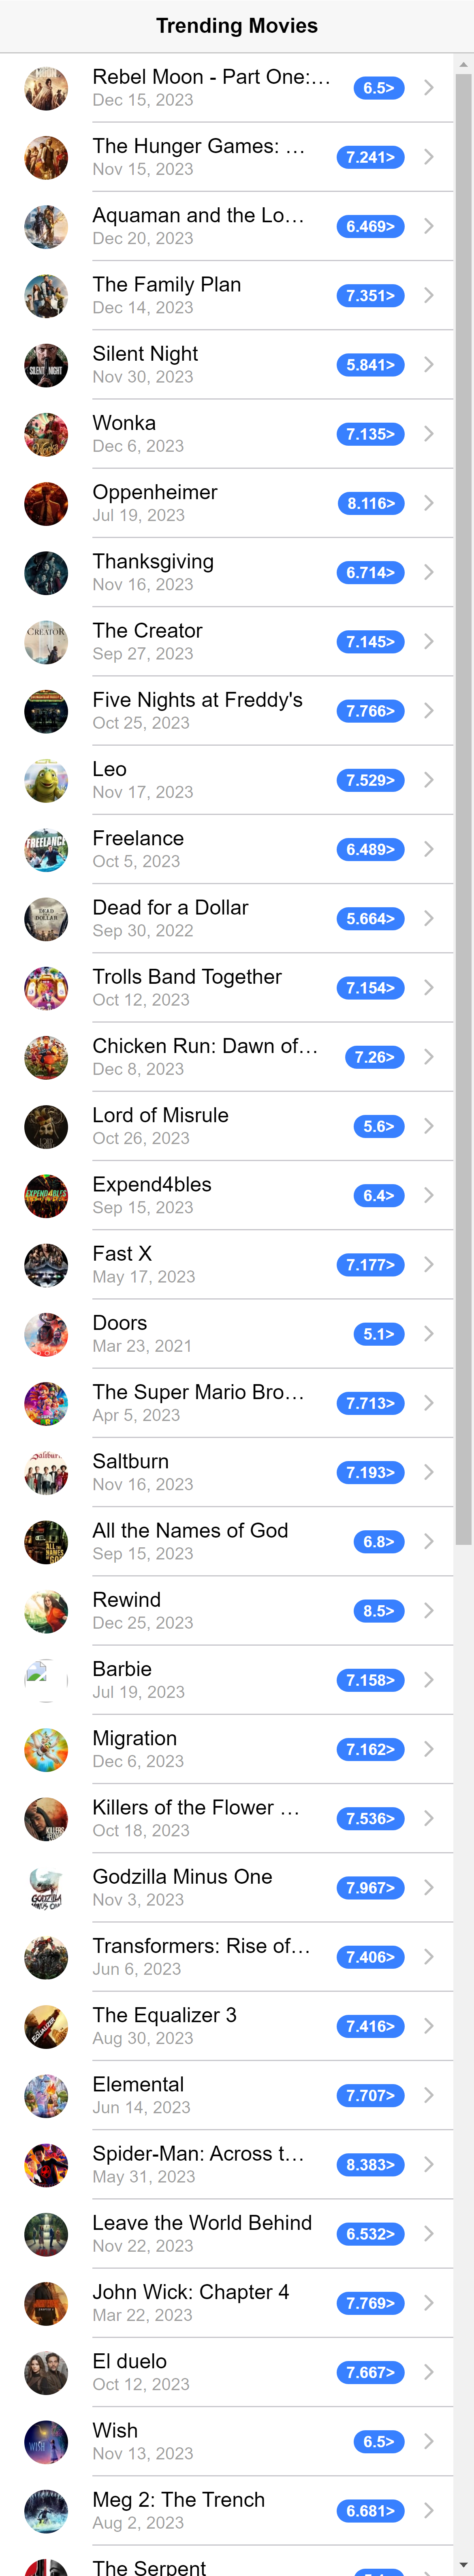 Trending Movies
Rebel Moon - Part One:...
Dec 15, 2023
6.5>
The Hunger Games: ...
Nov 15, 2023
7.241>
Aquaman and the Lo...
Dec 20, 2023
6.469>
The Family Plan
Dec 14, 2023
7.351>
Silent Night
Nov 30, 2023
5.841>
Wonka
Dec 6, 2023
7.135>
Oppenheimer
Jul 19, 2023
8.116>
Thanksgiving
Nov 16, 2023
6.714>
The Creator
Sep 27, 2023
7.145>
Five Nights at Freddy's
Oct 25, 2023
7.766>
Leo
Nov 17, 2023
7.529>
Freelance
Oct 5, 2023
6.489>
Dead for a Dollar
Sep 30, 2022
5.664>
Trolls Band Together
Oct 12, 2023
7.154>
Chicken Run: Dawn of...
Dec 8, 2023
7.26>
Lord of Misrule
Oct 26, 2023
5.6>
Expend4bles
Sep 15, 2023
6.4>
Fast X
May 17, 2023
7.177>
Doors
Mar 23, 2021
5.1>
The Super Mario Bro...
Apr 5, 2023
7.713>
Saltburn
Nov 16, 2023
7.193>
All the Names of God
Sep 15, 2023
6.8>
Rewind
Dec 25, 2023
8.5>
Barbie
Jul 19, 2023
7.158>
Migration
Dec 6, 2023
7.162>
Killers of the Flower ...
Oct 18, 2023
7.536>
Godzilla Minus One
Nov 3, 2023
7.967>
Transformers: Rise of...
Jun 6, 2023
7.406>
The Equalizer 3
Aug 30, 2023
7.416>
Elemental
Jun 14, 2023
7.707>
Spider-Man: Across t...
May 31, 2023
8.383>
Leave the World Behind
Nov 22, 2023
6.532>
John Wick: Chapter 4
Mar 22, 2023
7.769>
El duelo
Oct 12, 2023
7.667>
Wish
Nov 13, 2023
6.5>
Meg 2: The Trench
Aug 2, 2023
6.681>
The Serpent